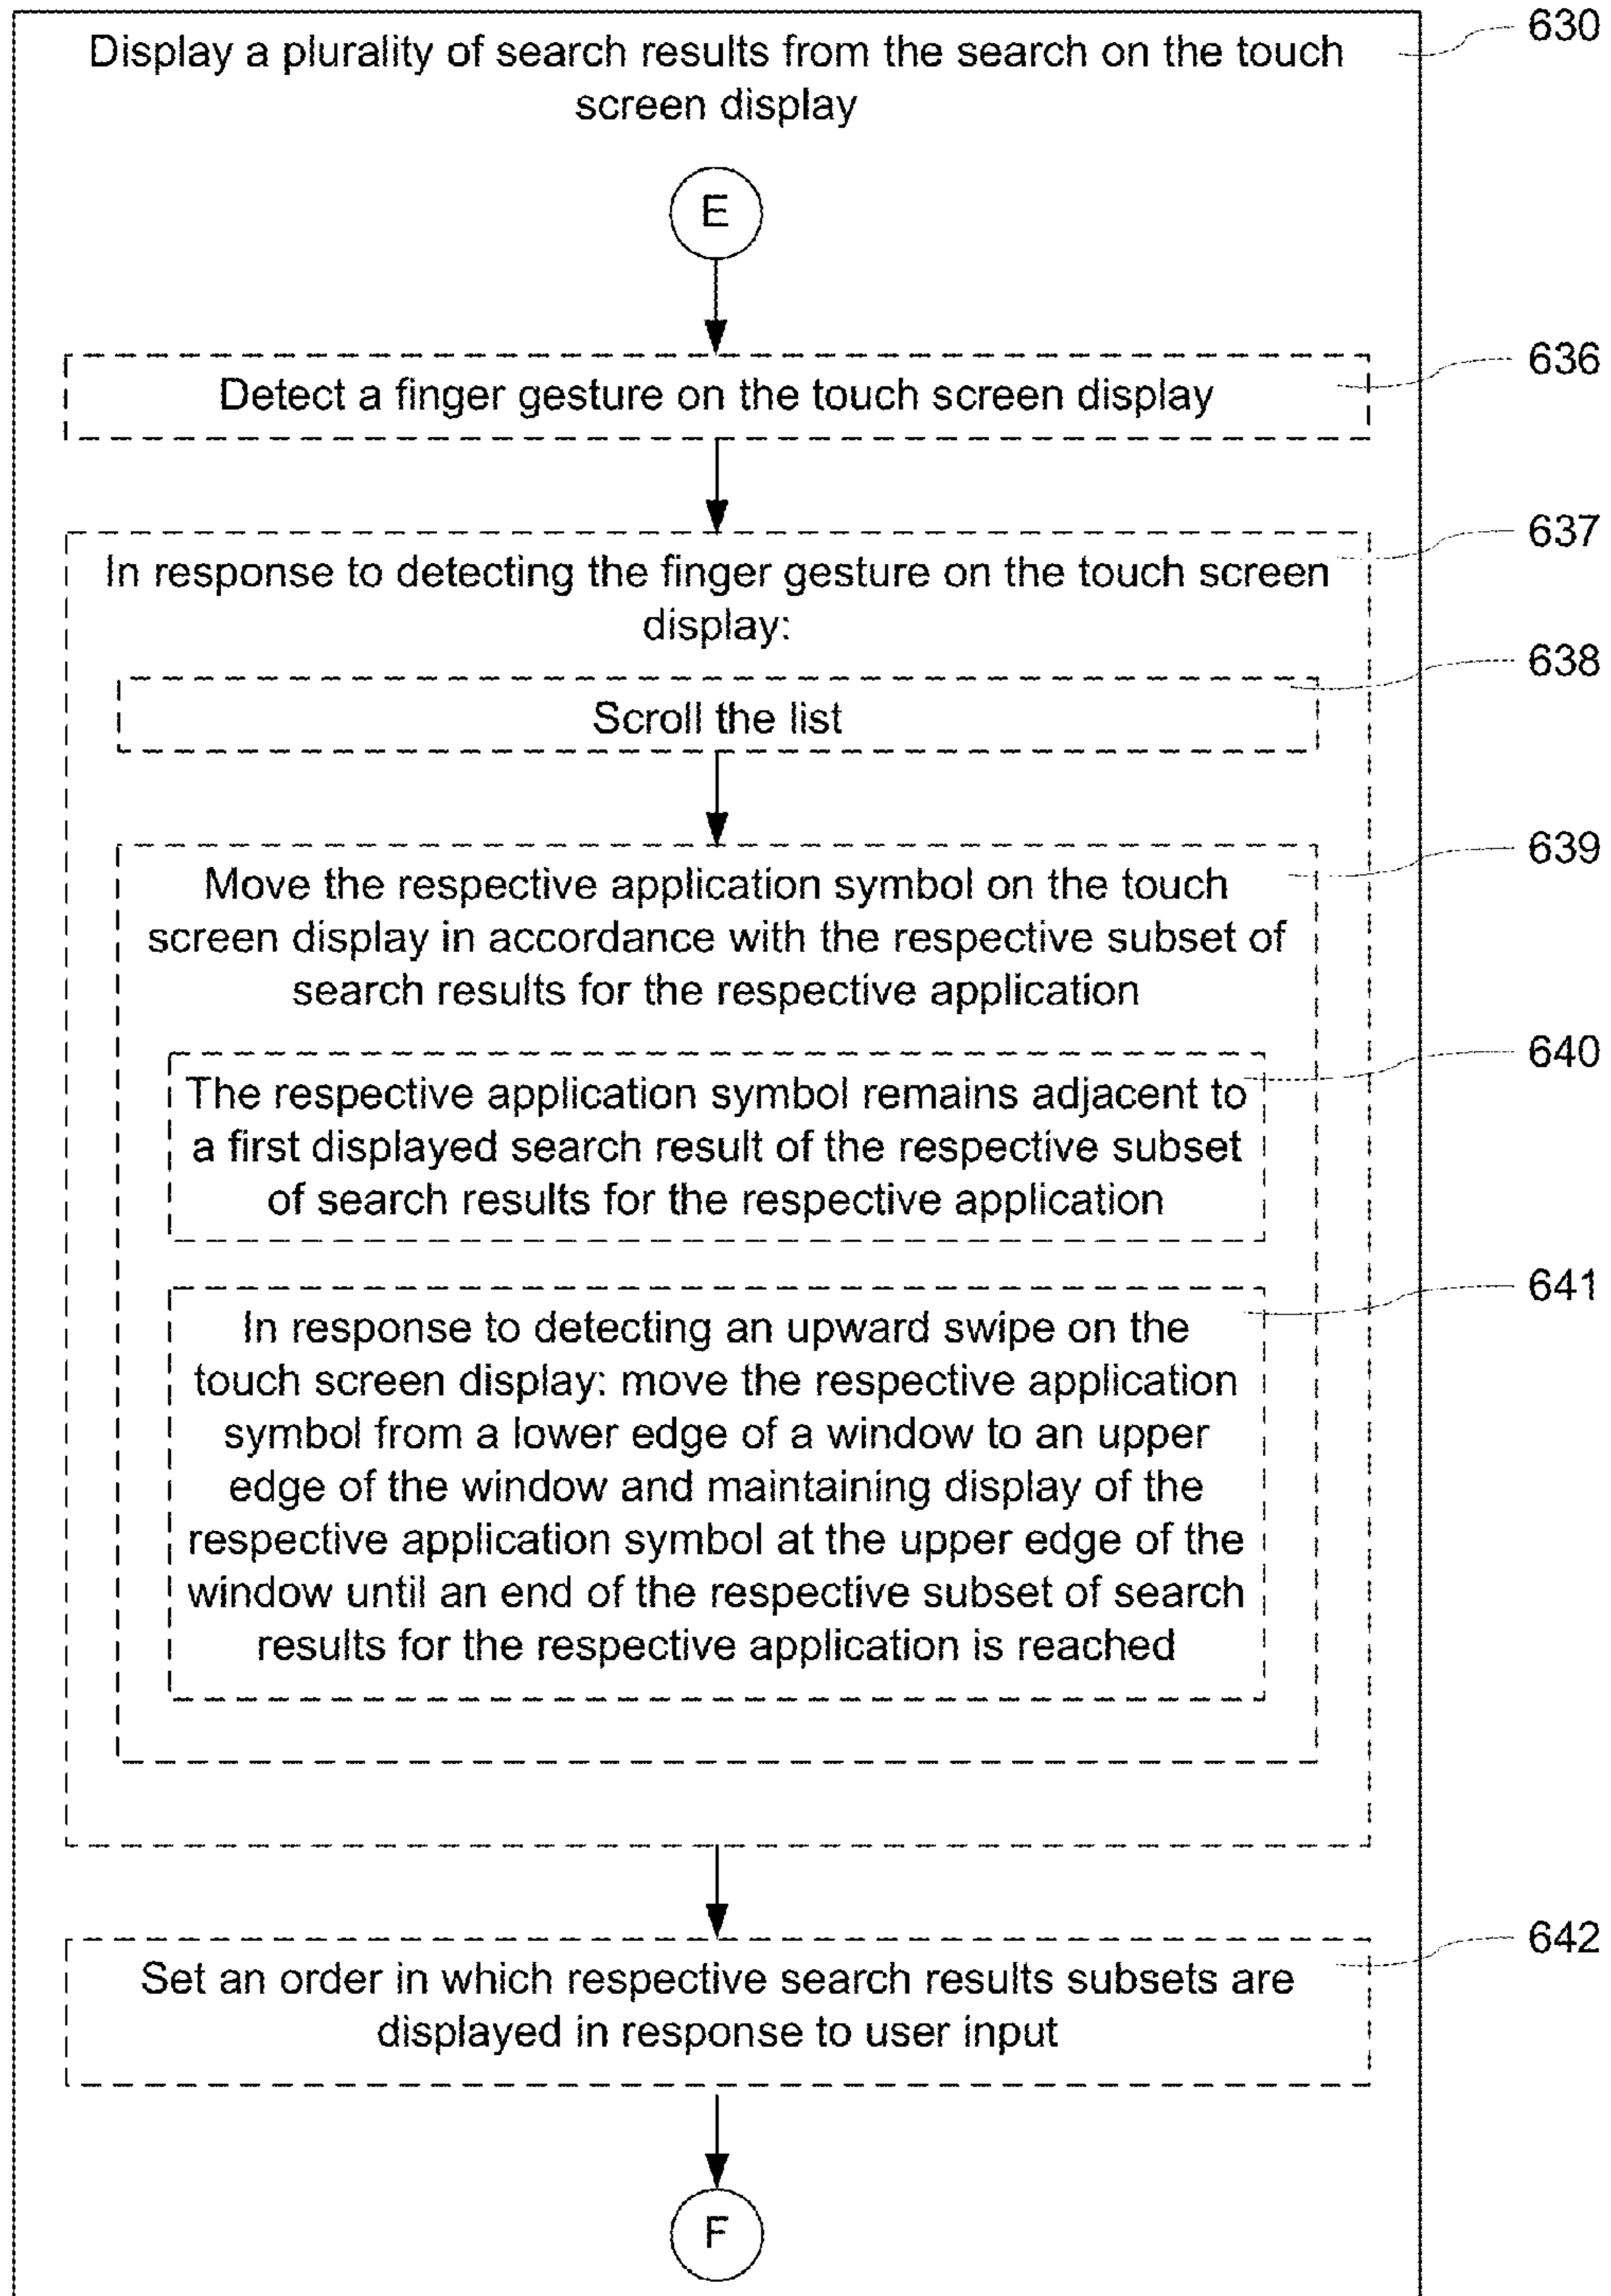 Display a plurality of search results from the search on the touch
screen display
630
E
Detect a finger gesture on the touch screen display
636
In response to detecting the finger gesture on the touch screen
display:
637
Scroll the list
638
Move the respective application symbol on the touch
screen display in accordance with the respective subset of
search results for the respective application
639
The respective application symbol remains adjacent to
a first displayed search result of the respective subset
of search results for the respective application
640
In response to detecting an upward swipe on the
touch screen display: move the respective application
symbol from a lower edge of a window to an upper
edge of the window and maintaining display of the
respective application symbol at the upper edge of the
window until an end of the respective subset of search
results for the respective application is reached
641
Set an order in which respective search results subsets are
displayed in response to user input
642
F